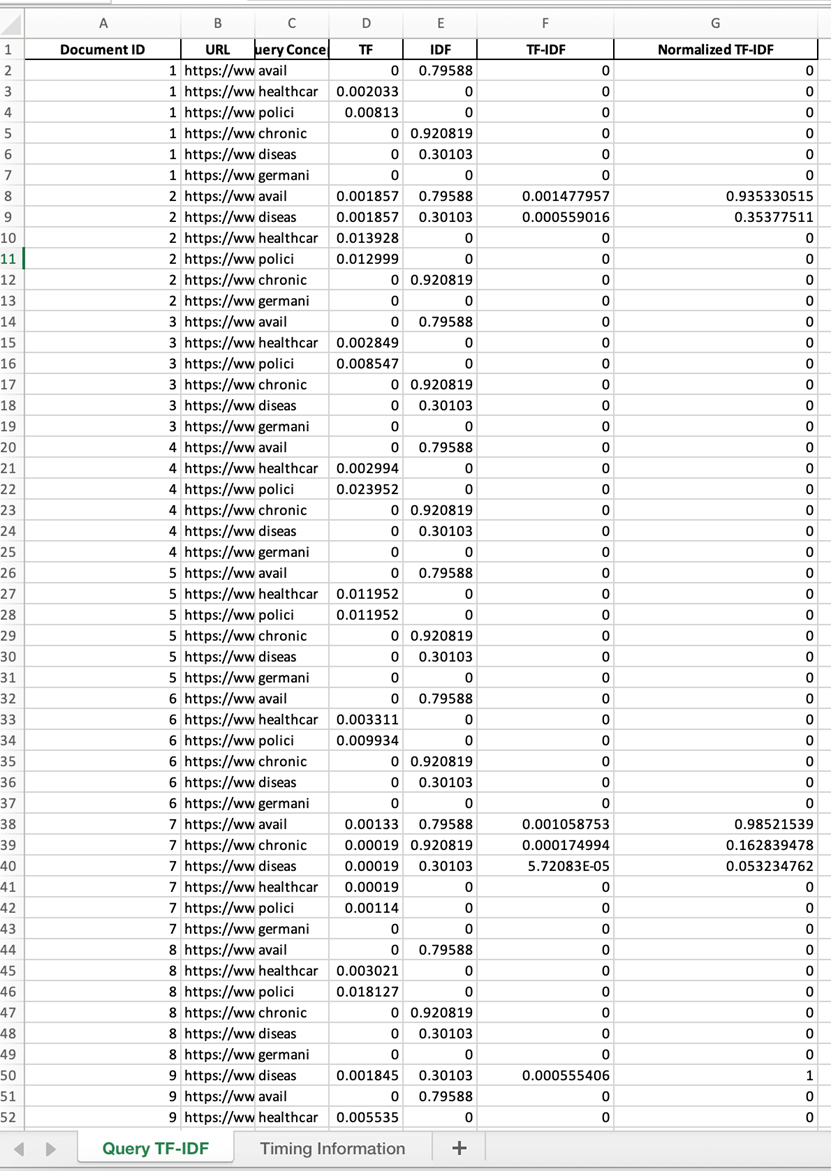 A B C D E F G
1 Document ID URL uery Conce TF IDF TF-IDF Normalized TF-IDF
2 1 https://ww avail 0 0.79588 0 0
3 1 https://ww healthcar 0.002033 0 0 0
4 1 https://ww polici 0.00813 0 0 0
5 1 https://ww chronic 0 0.920819 0 0
6 1 https://ww diseas 0 0.30103 0 0
7 1 https://ww germani 0 0 0 0
8 2 https://ww avail 0.001857 0.79588 0.001477957 0.935330515
9 2 https://ww diseas 0.001857 0.30103 0.000559016 0.35377511
10 2 https://ww healthcar 0.013928 0 0 0
11 2 https://ww polici 0.012999 0 0 0
12 2 https://ww chronic 0 0.920819 0 0
13 2 https://ww germani 0 0 0 0
14 3 https://ww avail 0 0.79588 0 0
15 3 https://ww healthcar 0.002849 0 0 0
16 3 https://ww polici 0.008547 0 0 0
17 3 https://ww chronic 0 0.920819 0 0
18 3 https://ww diseas 0 0.30103 0 0
19 3 https://ww germani 0 0 0 0
20 4 https://ww avail 0 0.79588 0 0
21 4 https://ww healthcar 0.002994 0 0 0
22 4 https://ww polici 0.023952 0 0 0
23 4 https://ww chronic 0 0.920819 0 0
24 4 https://ww diseas 0 0.30103 0 0
25 4 https://ww germani 0 0 0 0
26 5 https://ww avail 0 0.79588 0 0
27 5 https://ww healthcar 0.011952 0 0 0
28 5 https://ww polici 0.011952 0 0 0
29 5 https://ww chronic 0 0.920819 0 0
30 5 https://ww diseas 0 0.30103 0 0
31 5 https://ww germani 0 0 0 0
32 6 https://ww avail 0 0.79588 0 0
33 6 https://ww healthcar 0.003311 0 0 0
34 6 https://ww polici 0.009934 0 0 0
35 6 https://ww chronic 0 0.920819 0 0
36 6 https://ww diseas 0 0.30103 0 0
37 6 https://ww germani 0 0 0 0
38 7 https://ww avail 0.00133 0.79588 0.001058753 0.98521539
39 7 https://ww chronic 0.00019 0.920819 0.000174994 0.162839478
40 7 https://ww diseas 0.00019 0.30103 5.72083E-05 0.053234762
41 7 https://ww healthcar 0.00019 0 0 0
42 7 https://ww polici 0.00114 0 0 0
43 7 https://ww germani 0 0 0 0
44 8 https://ww avail 0 0.79588 0 0
45 8 https://ww healthcar 0.003021 0 0 0
46 8 https://ww polici 0.018127 0 0 0
47 8 https://ww chronic 0 0.920819 0 0
48 8 https://ww diseas 0 0.30103 0 0
49 8 https://ww germani 0 0 0 0
50 9 https://ww diseas 0.001845 0.30103 0.000555406 1
51 9 https://ww avail 0 0.79588 0 0
52 9 https://ww healthcar 0.005535 0 0 0
Query TF-IDF Timing Information +